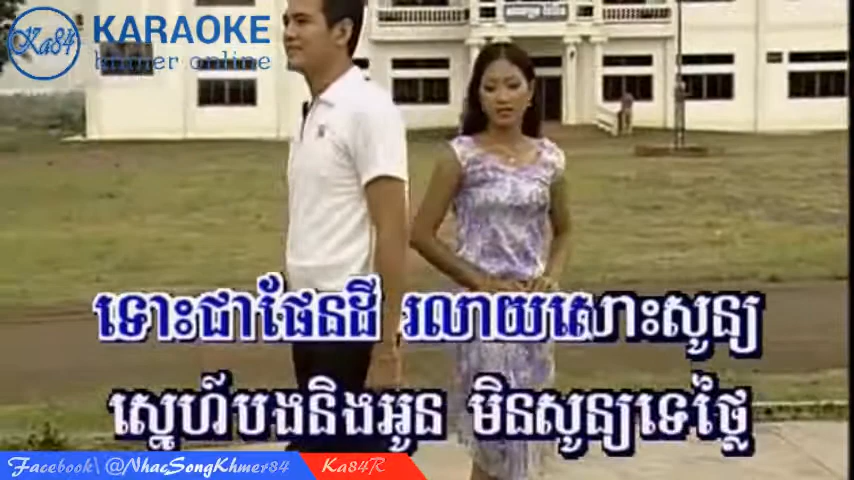 Ka84
KARAOKE
khmer online
ទោះជាផែនដី រលាយសោះសូន្យ
ស្នេហ៍បងនិងអូន មិនសូន្យទេថ្លៃ
Facebook\ @NhacSongKhmer84
Ka84R